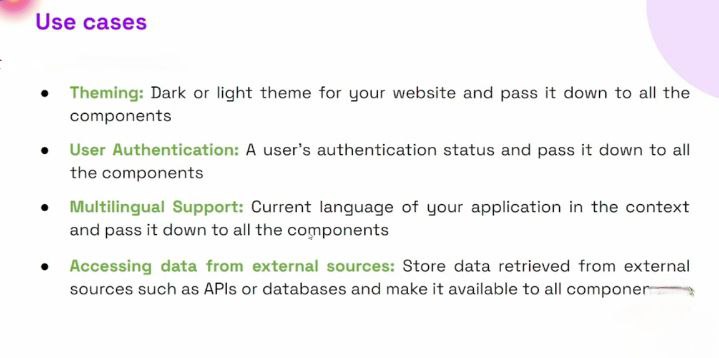 Use cases
● Theming: Dark or light theme for your website and pass it down to all the
components
● User Authentication: A user's authentication status and pass it down to all
the components
● Multilingual Support: Current language of your application in the context
and pass it down to all the components
● Accessing data from external sources: Store data retrieved from external
sources such as APIs or databases and make it available to all